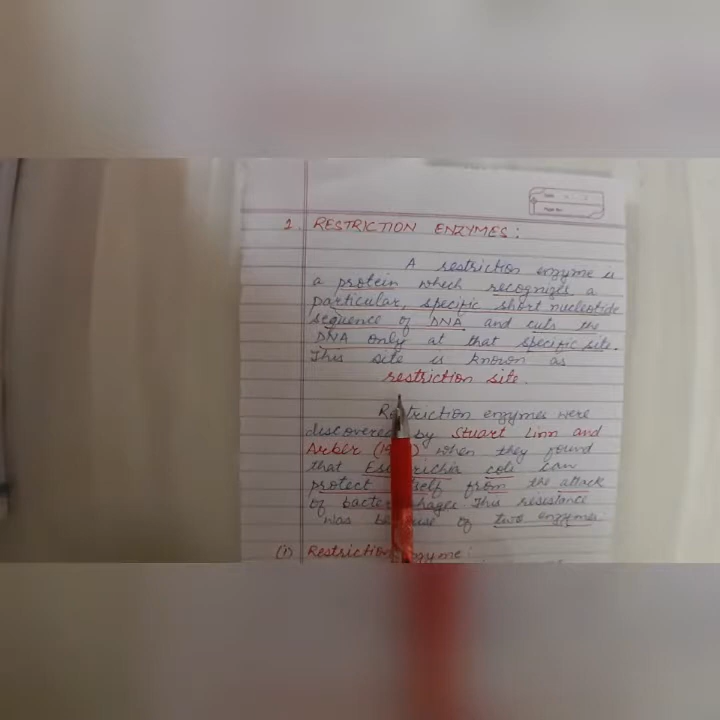 1. RESTRICTION ENZYMES:
A restriction enzyme is
a protein which recognizes a
particular, specific short nucleotide
sequence of DNA and cuts the
DNA only at that specific site.
This site is known as
restriction site.
Restriction enzymes were
discovered by Stuart Linn and
Arber when they found
that Escherichia coli can
protect itself from the attack
of bacteriophages. This resistance
was because of two enzymes:
(i) Restriction enzyme: